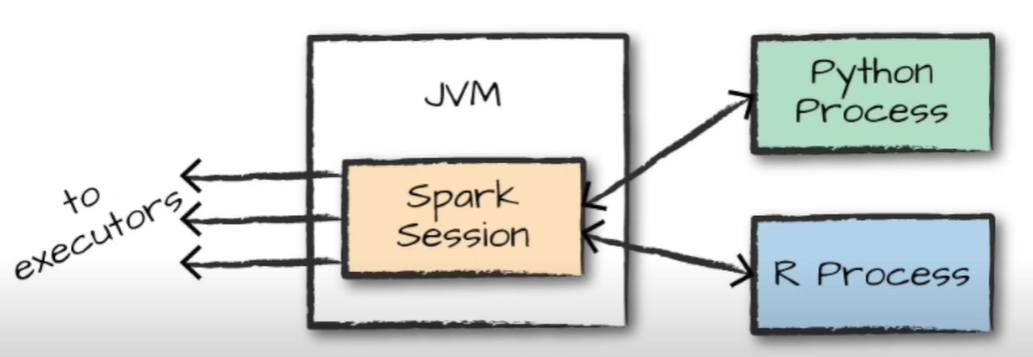 JVM
Python
Process
to
executors
Spark
Session
R Process